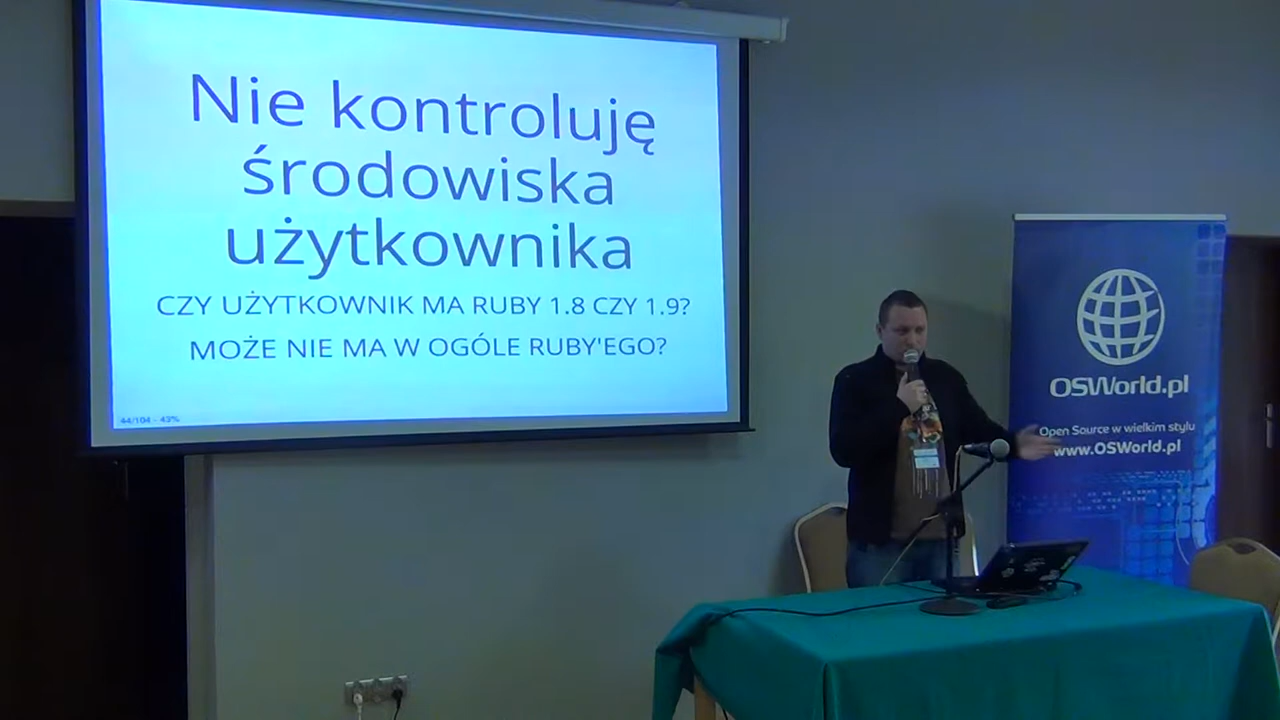 Nie kontroluję
środowiska
użytkownika
CZY UŻYTKOWNIK MA RUBY 1.8 CZY 1.9?
MOŻE NIE MA W OGÓLE RUBY'EGO?
44/104 - 43%
OSWorld.pl
Open Source w wielkim stylu
www.OSWorld.pl